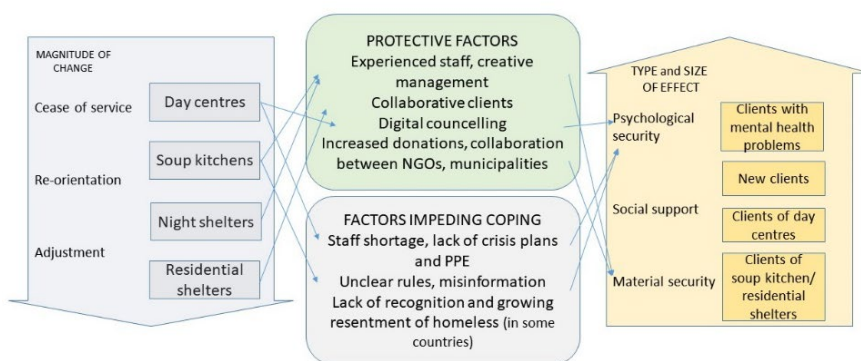 MAGNITUDE OF
CHANGE
Cease of service
Day centres
Soup kitchens
Re-orientation
Night shelters
Adjustment
Residential
shelters
PROTECTIVE FACTORS
Experienced staff, creative
management
Collaborative clients
Digital councelling
Increased donations, collaboration
between NGOs, municipalities
FACTORS IMPEDING COPING
Staff shortage, lack of crisis plans
and PPE
Unclear rules, misinformation
Lack of recognition and growing
resentment of homeless (in some
countries)
TYPE and SIZE
OF EFFECT
Psychological
security
Clients with
mental health
problems
New clients
Social support
Clients of day
centres
Material security
Clients of
soup kitchen/
residential
shelters